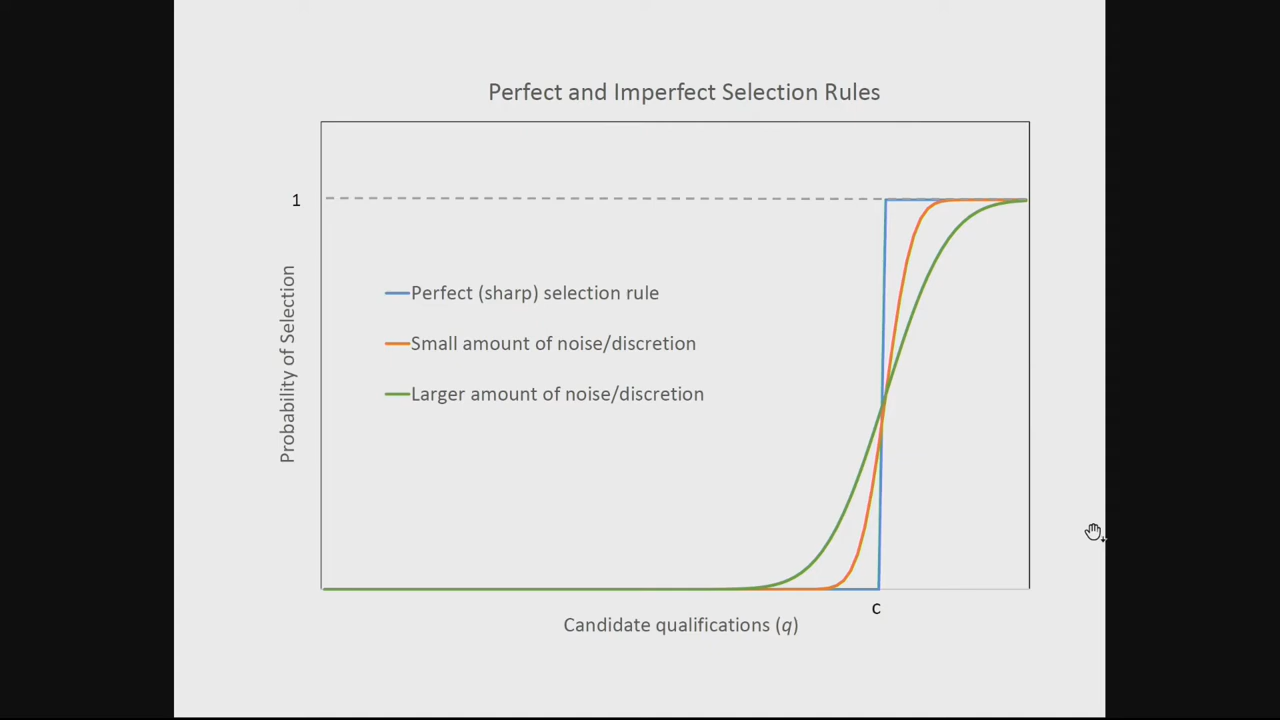 Perfect and Imperfect Selection Rules
1
Probability of Selection
Perfect (sharp) selection rule
Small amount of noise/discretion
Larger amount of noise/discretion
c
Candidate qualifications (q)